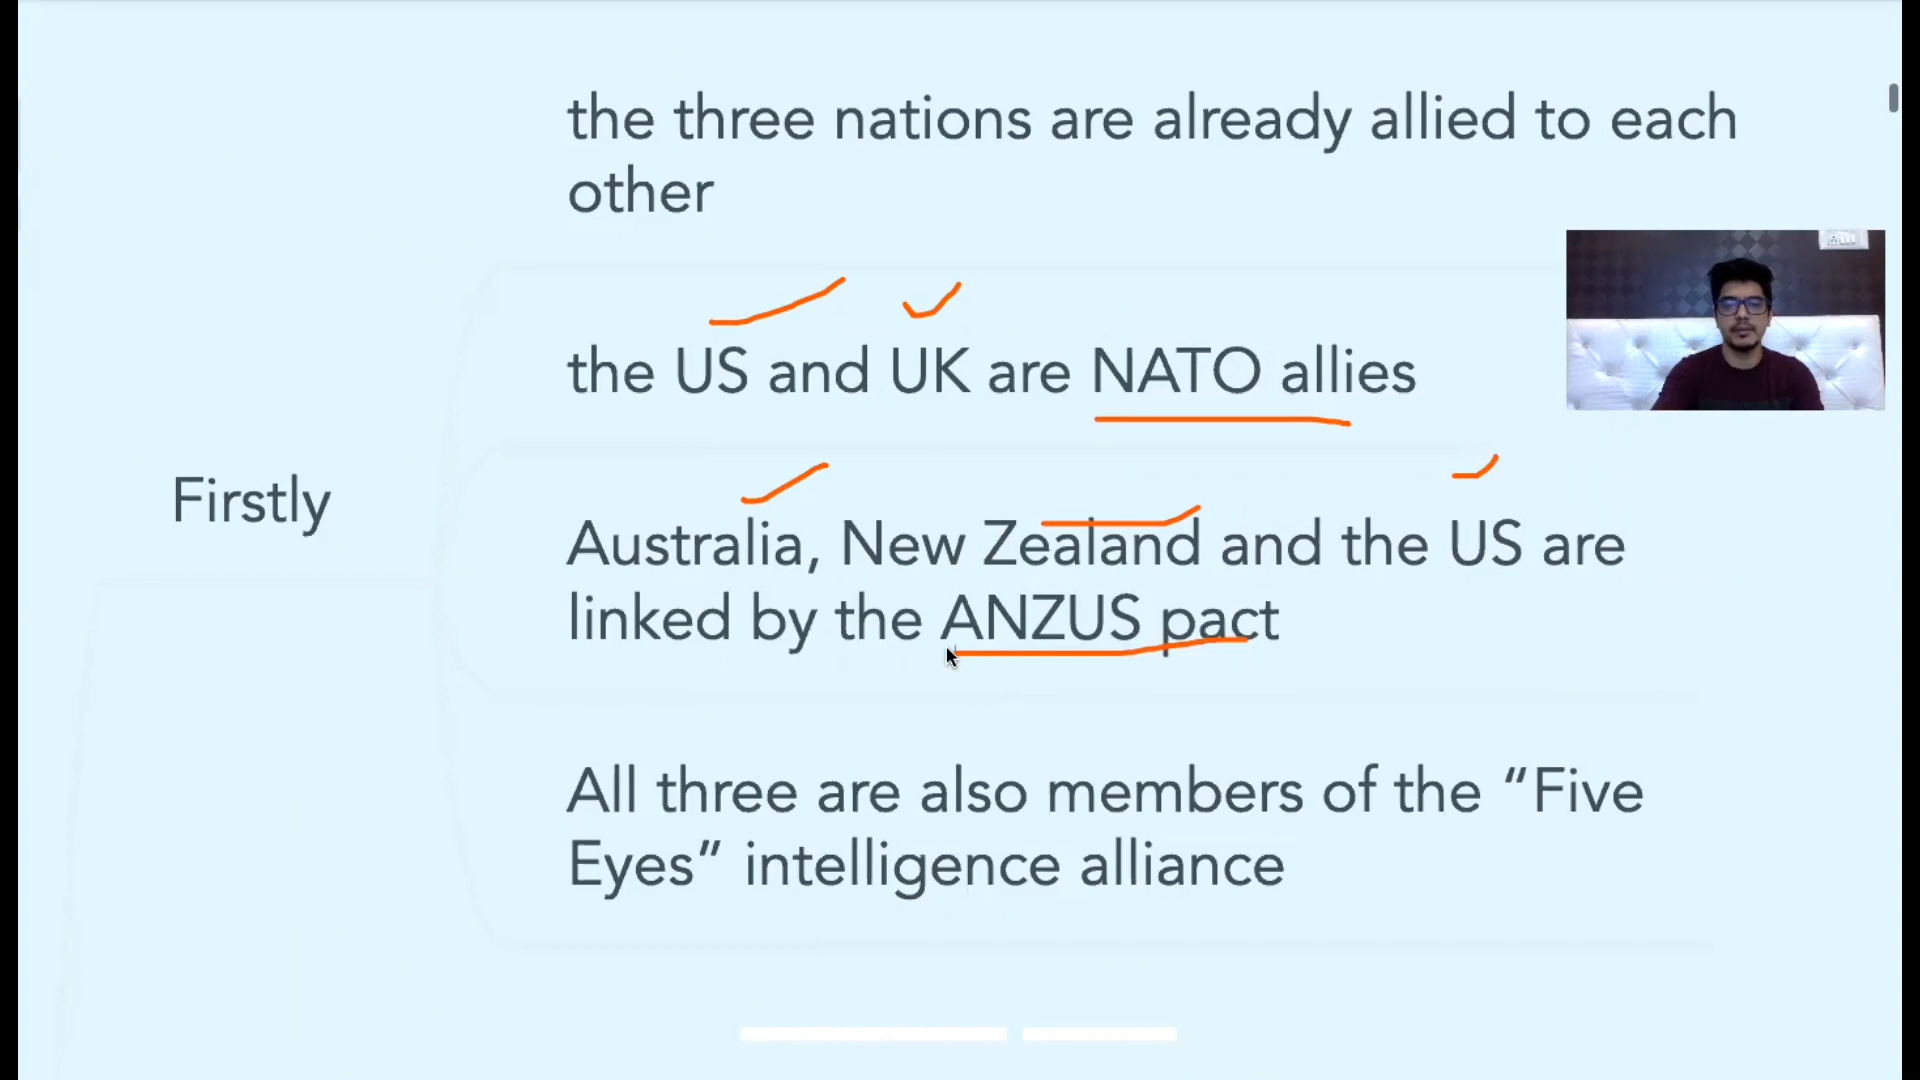 the three nations are already allied to each
other
the US and UK are NATO allies
Firstly
Australia, New Zealand and the US are
linked by the ANZUS pact
All three are also members of the “Five
Eyes” intelligence alliance